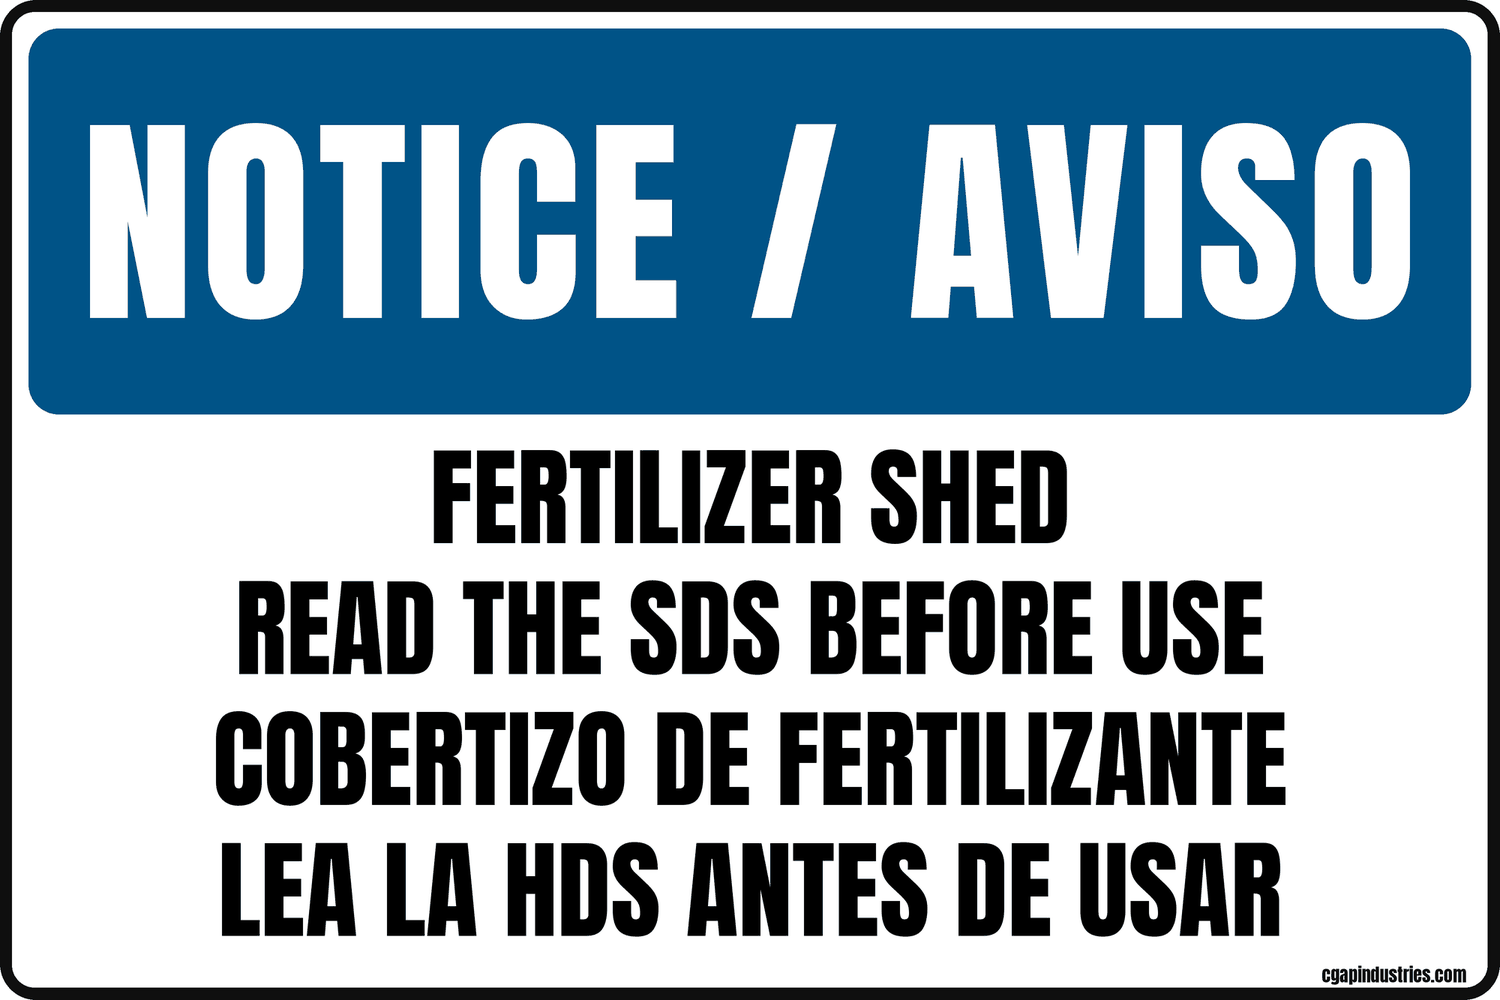 NOTICE / AVISO
FERTILIZER SHED
READ THE SDS BEFORE USE
COBERTIZO DE FERTILIZANTE
LEA LA HDS ANTES DE USAR
cgapindustries.com